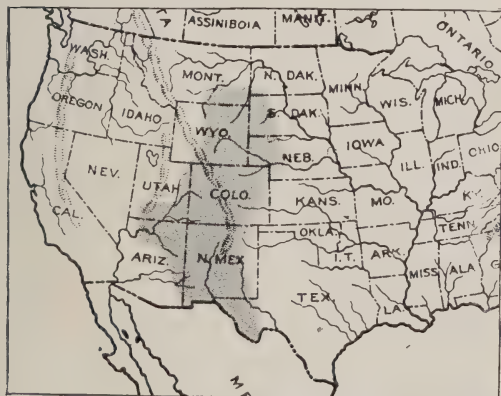 ASSINIBOIA MANIT.
ONTARIO
WASH.
MONT. N. DAK. MINN.
OREGON IDAHO S. DAK. WIS. MICH.
WYO.
NEB. IOWA
NEV. UTAH COLO. ILL. IND. OHIO
CAL. KANS. MO. KY.
OKLA. TENN
ARIZ. N. MEX. I.T. ARK.
TEX. MISS ALA G
LA.
M E